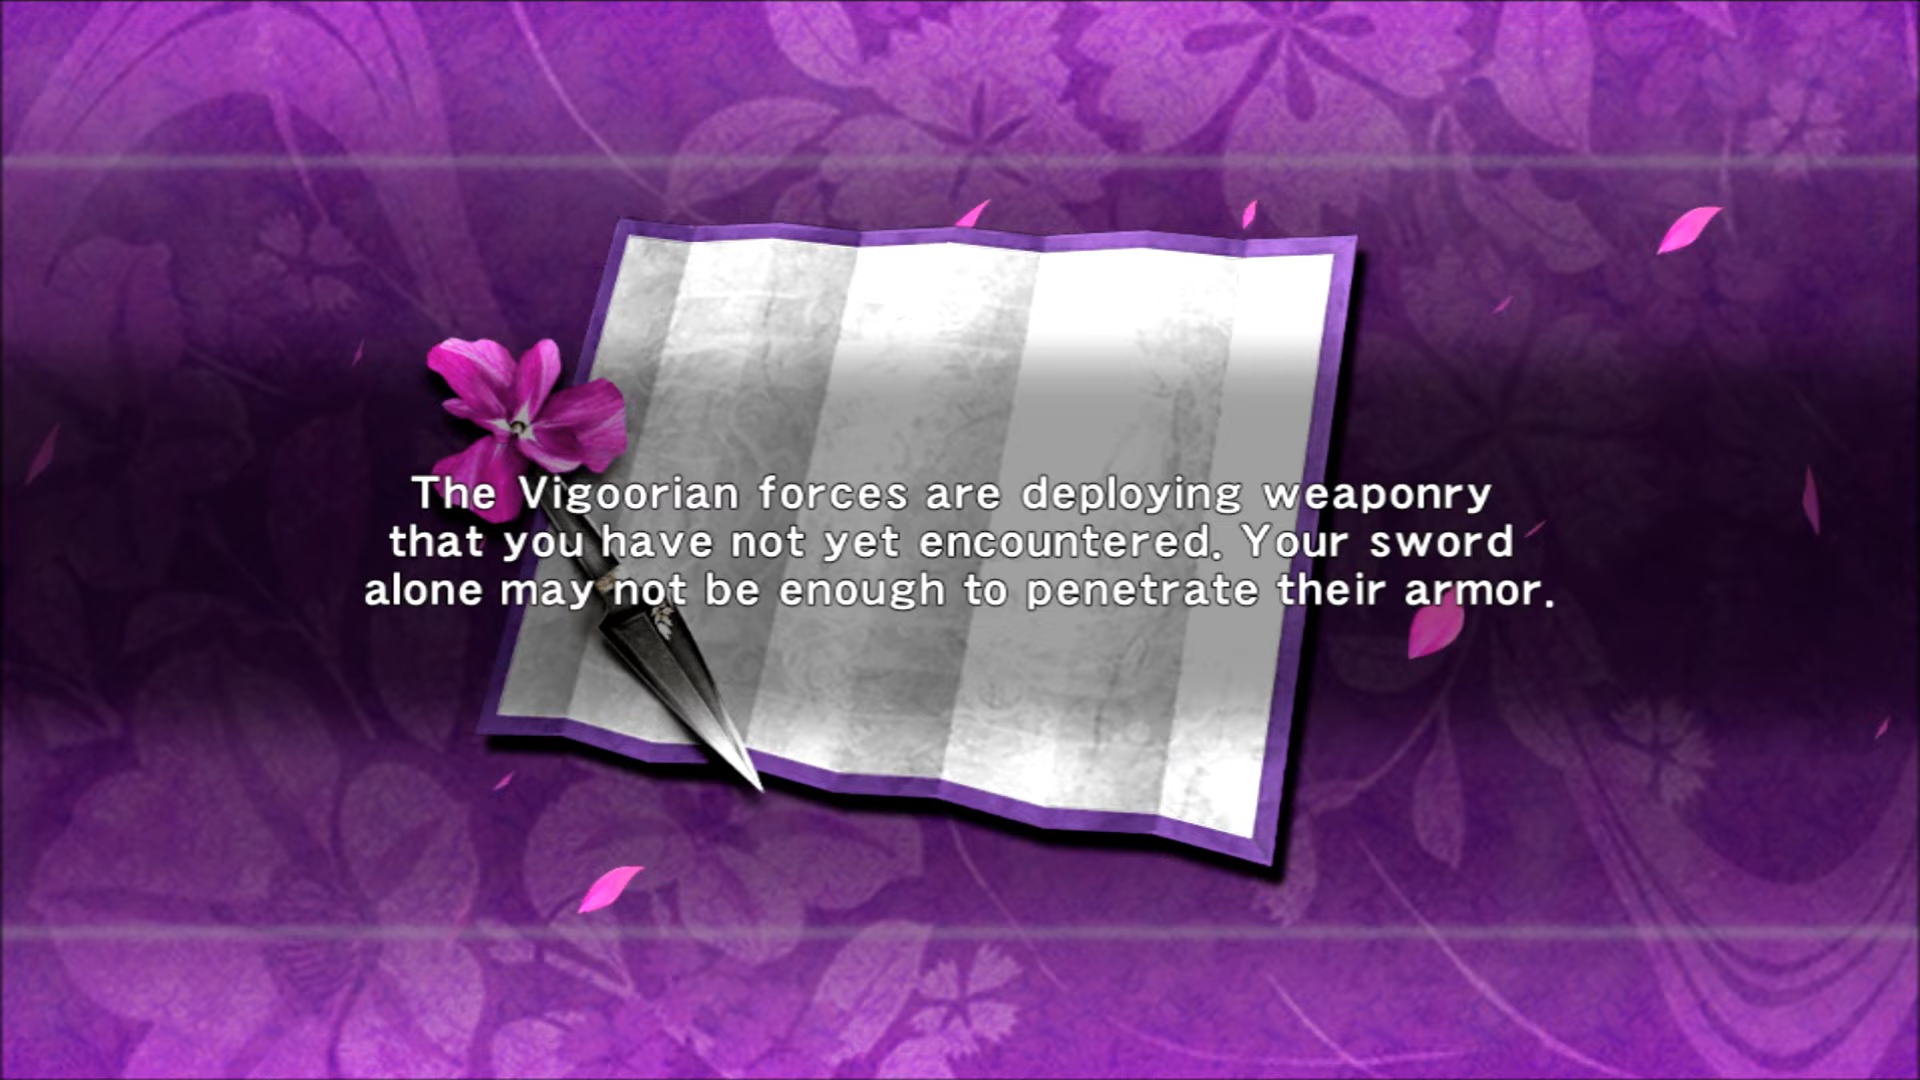 The Vigoorian forces are deploying weaponry
that you have not yet encountered. Your sword
alone may not be enough to penetrate their armor.